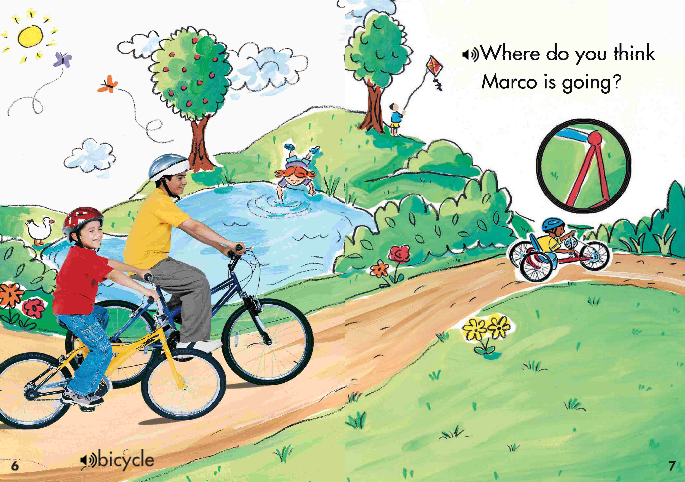 Where do you think
Marco is going?
6
bicycle
7